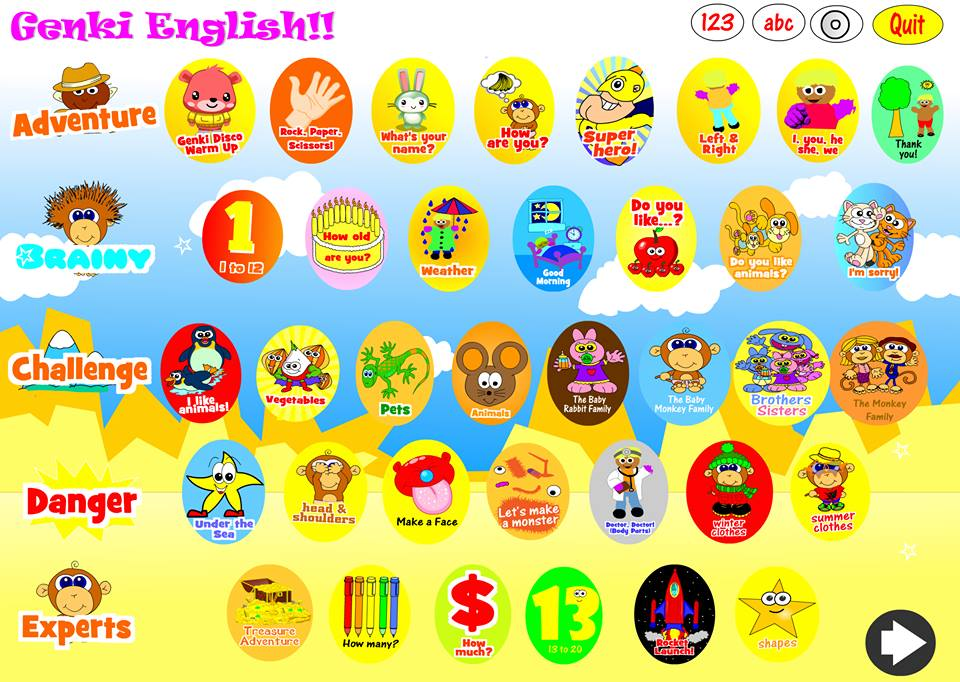 Genki English!!
123
abc
Quit
Adventure
Genki Disco
Warm Up
Rock, Paper,
Scissors!
What's your
name?
How
are you?
Super
hero!
Left &
Right
I, you, he
she, we
Thank
you!
BRAINY
1
1 to 12
How old
are you?
Weather
Good
Morning
Do you
like...?
Do you like
animals?
I'm sorry!
Challenge
I like
animals!
Vegetables
Pets
Animals
The Baby
Rabbit Family
The Baby
Monkey Family
Brothers
Sisters
The Monkey
Family
Danger
Under the
Sea
head &
shoulders
Make a Face
Let's make
a monster
Doctor, Doctor!
(Body Parts)
winter
clothes
summer
clothes
Experts
Treasure
Adventure
How many?
$
How
much?
13
13 to 20
Rocket
Launch!
shapes